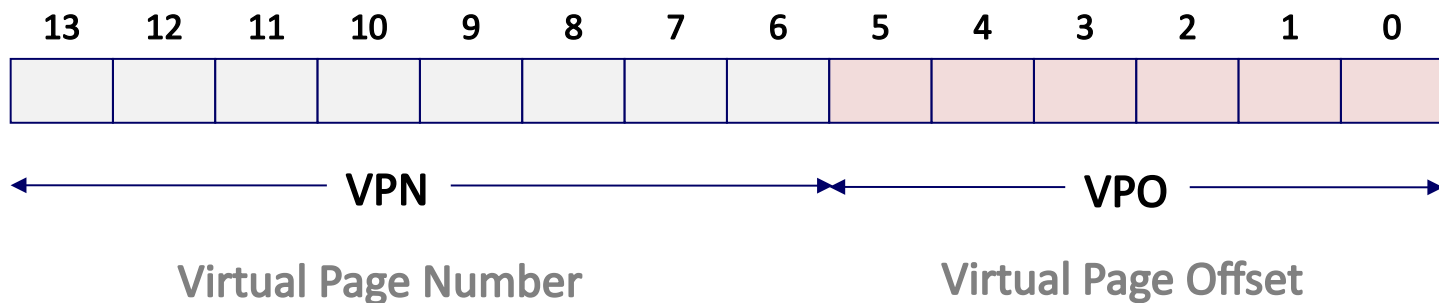 13 12 11 10 9 8 7 6 5 4 3 2 1 0
VPN VPO
Virtual Page Number Virtual Page Offset